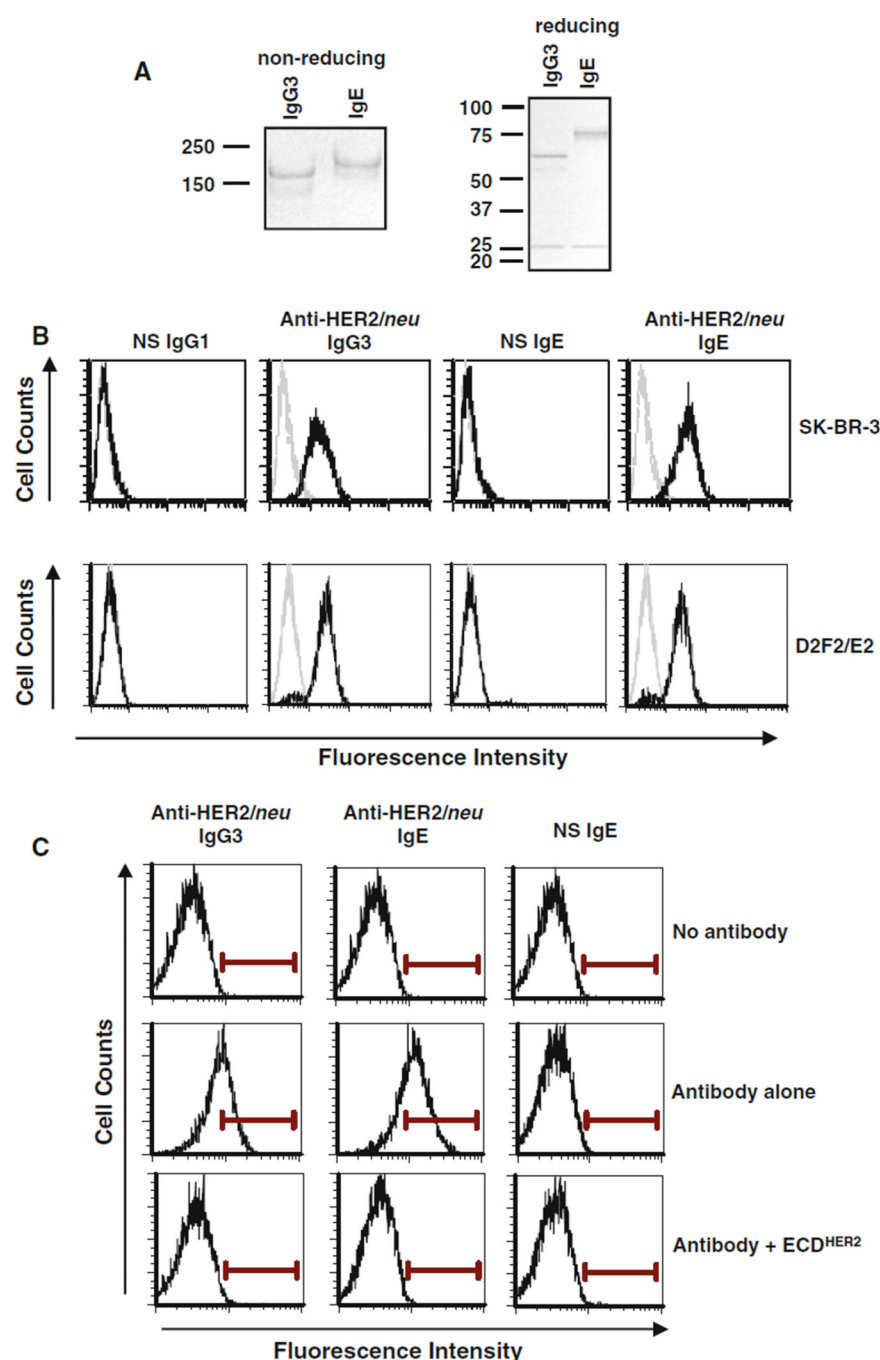 A
non-reducing
IgG3 IgE
250
150
reducing
IgG3 IgE
100
75
50
37
25
20
B
NS IgG1
Anti-HER2/neu
IgG3
NS IgE
Anti-HER2/neu
IgE
Cell Counts
SK-BR-3
Cell Counts
D2F2/E2
Fluorescence Intensity
C
Anti-HER2/neu
IgG3
Anti-HER2/neu
IgE
NS IgE
No antibody
Cell Counts
Antibody alone
Antibody + ECDHER2
Fluorescence Intensity